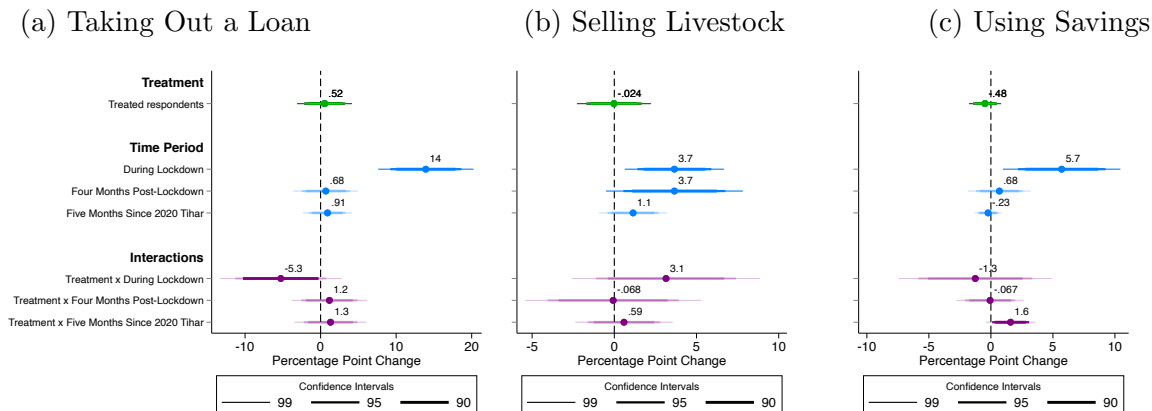 (a) Taking Out a Loan
(b) Selling Livestock
(c) Using Savings
Treatment
Treated respondents
Time Period
During Lockdown
Four Months Post-Lockdown
Five Months Since 2020 Tihar
Interactions
Treatment x During Lockdown
Treatment x Four Months Post-Lockdown
Treatment x Five Months Since 2020 Tihar
.52
14
.68
.91
-5.3
1.2
1.3
-10 0 10 20
Percentage Point Change
Confidence Intervals
99 95 90
-.024
3.7
3.7
1.1
3.1
-.068
.59
-5 0 5 10
Percentage Point Change
Confidence Intervals
99 95 90
-.48
5.7
.68
-.23
-1.3
-.067
1.6
-10 -5 0 5 10
Percentage Point Change
Confidence Intervals
99 95 90